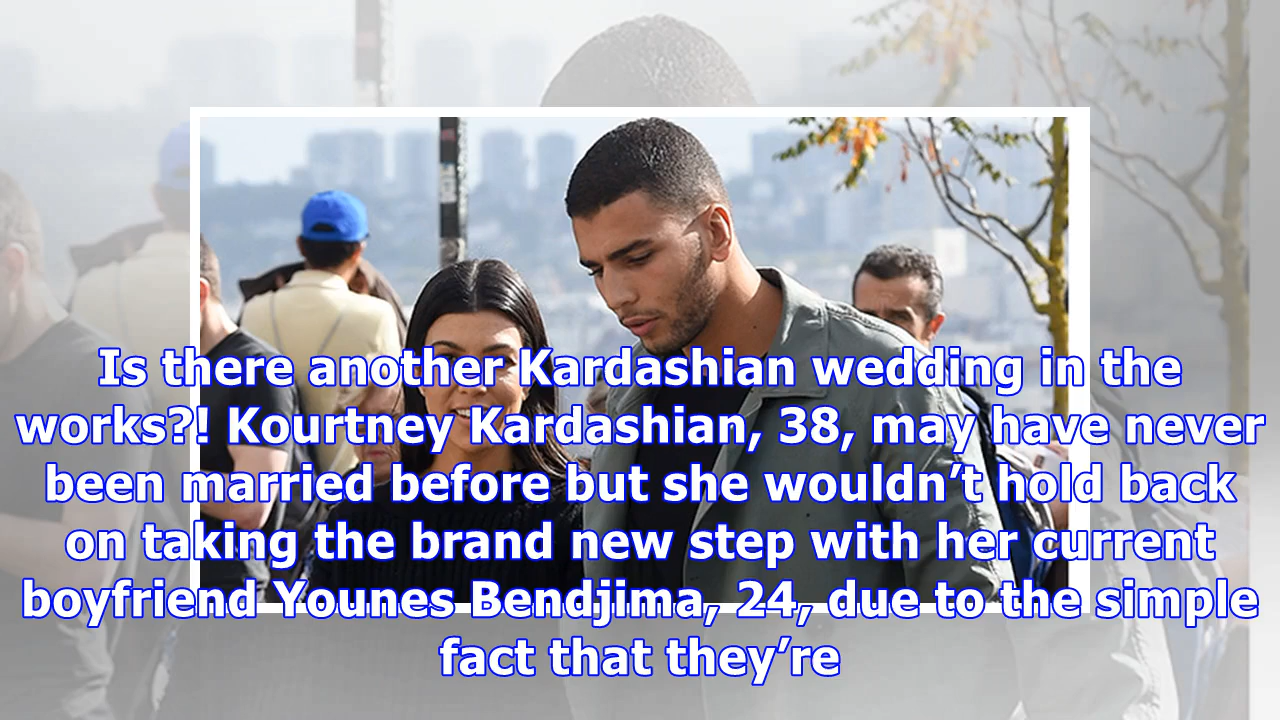 Is there another Kardashian wedding in the
works?! Kourtney Kardashian, 38, may have never
been married before but she wouldn’t hold back
on taking the brand new step with her current
boyfriend Younes Bendjima, 24, due to the simple
fact that they’re